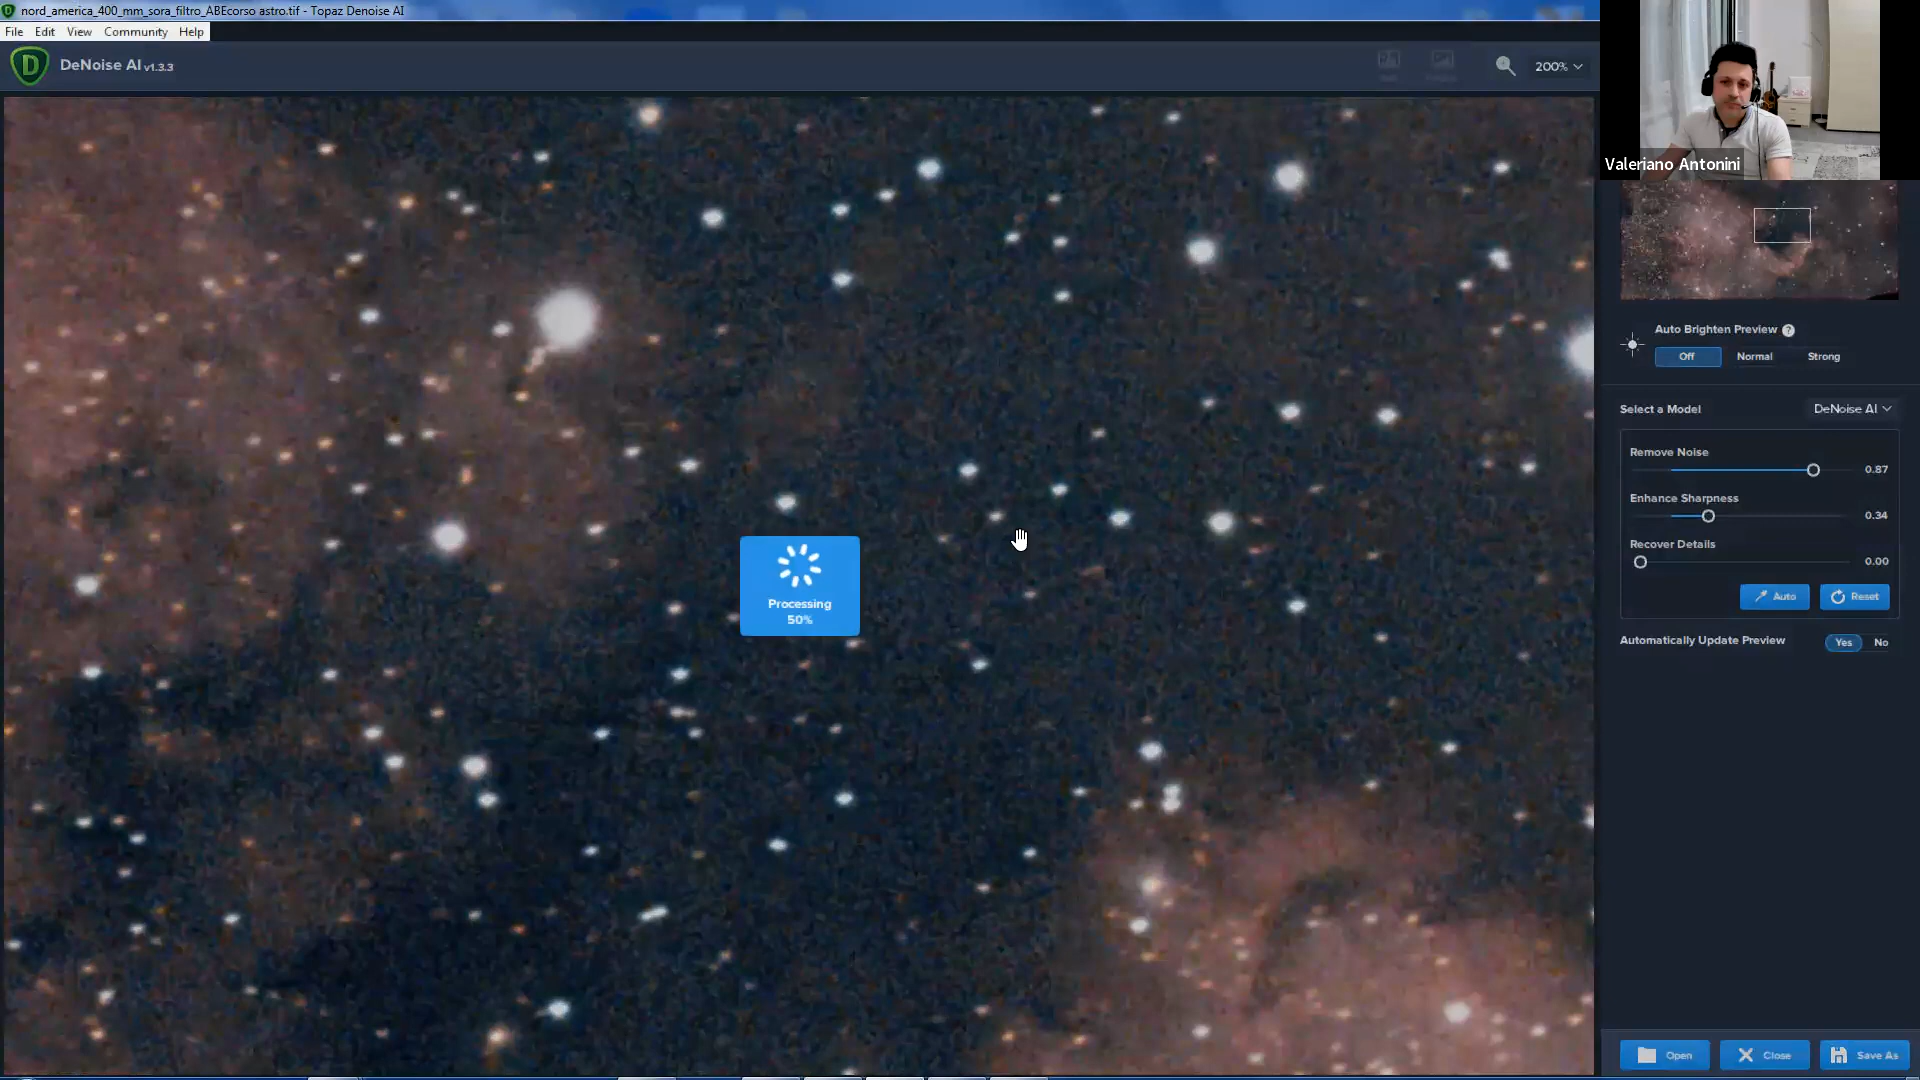 nord_america_400_mm_sora_filtro_ABEcorso astro.tif - Topaz Denoise AI
File Edit View Community Help
D DeNoise AI v1.3.3
200%
Valeriano Antonini
Auto Brighten Preview ?
Off Normal Strong
Select a Model DeNoise AI
Remove Noise
0.87
Enhance Sharpness
0.34
Recover Details
0.00
Auto Reset
Automatically Update Preview Yes No
Processing
50%
Open Close Save As